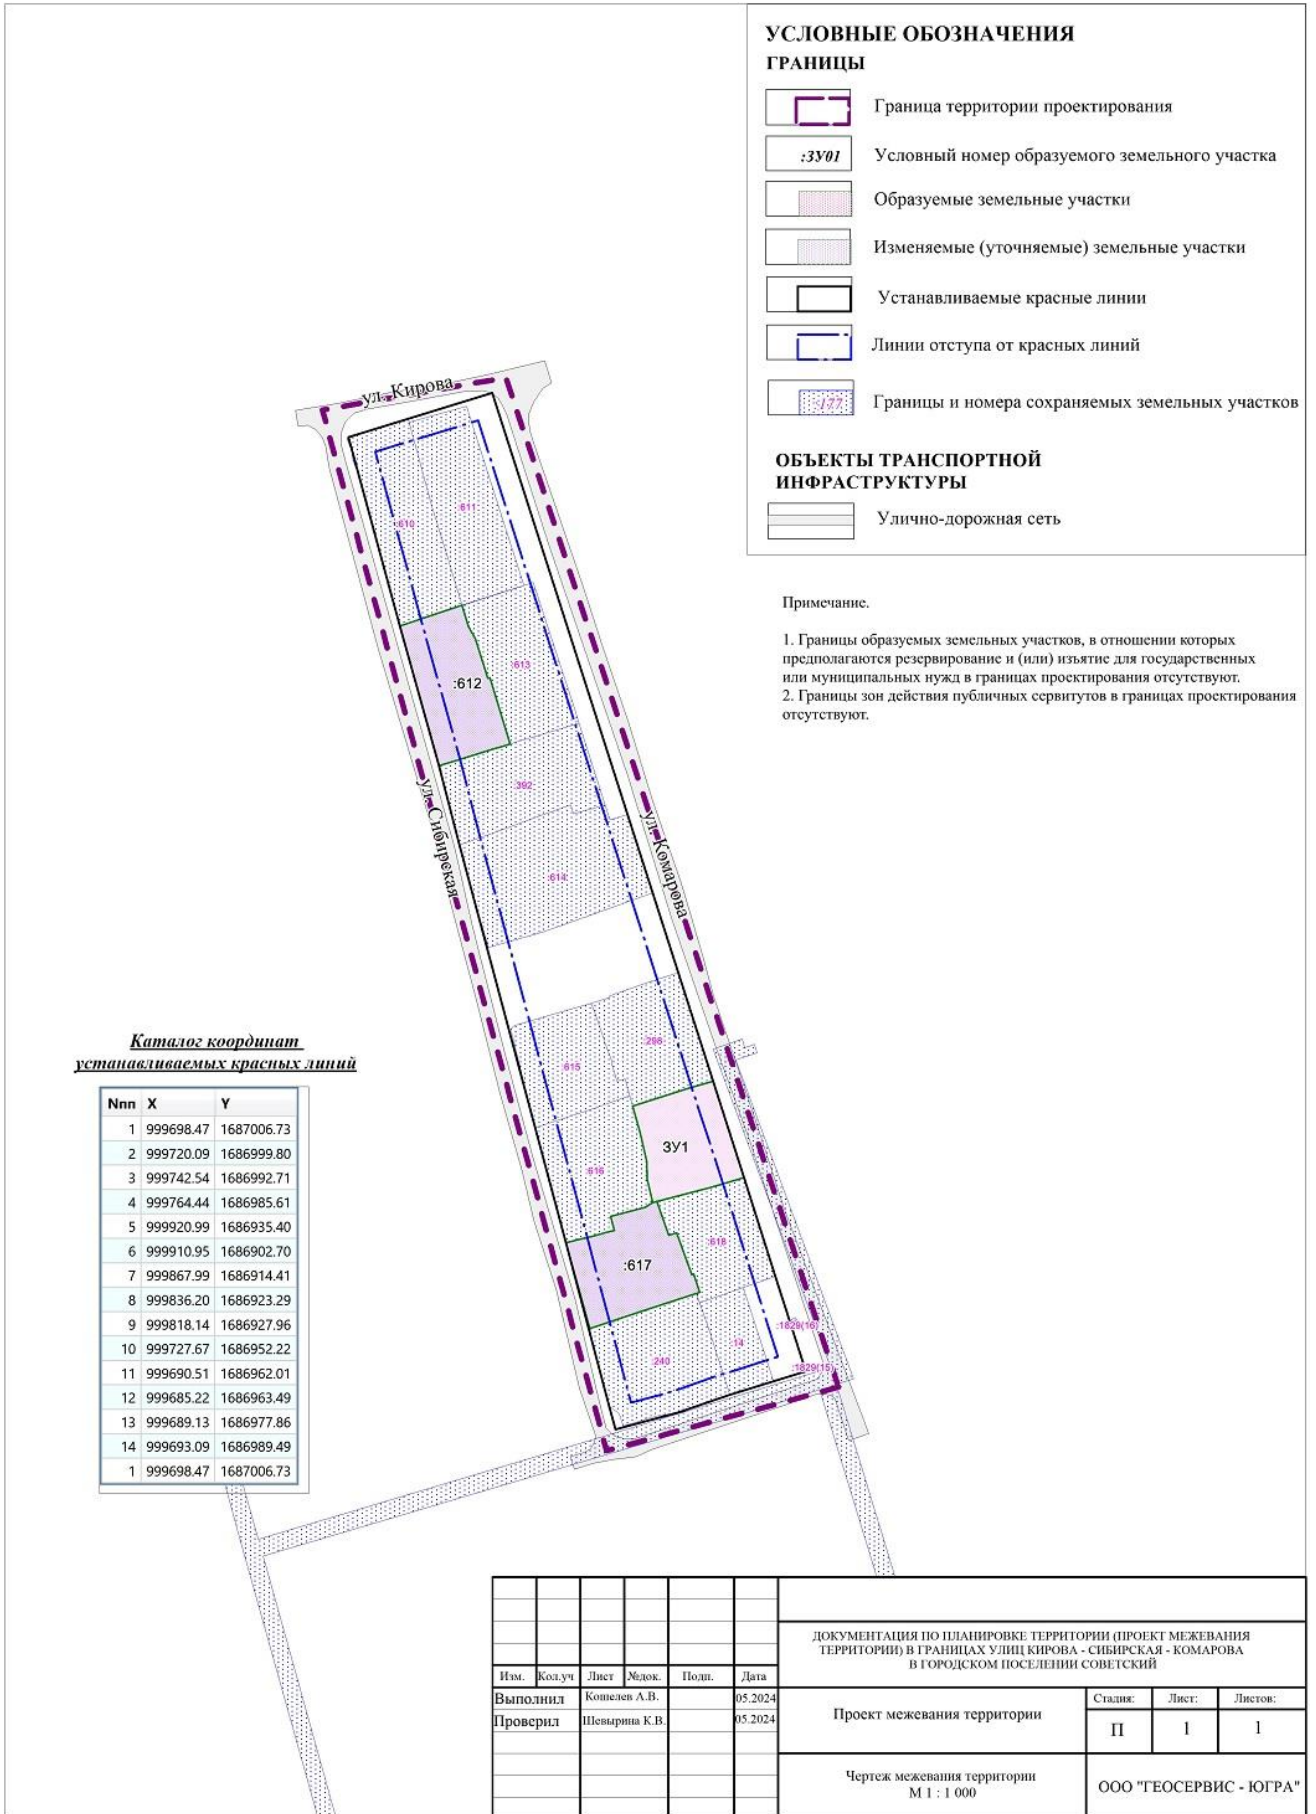 УСЛОВНЫЕ ОБОЗНАЧЕНИЯ
ГРАНИЦЫ
Граница территории проектирования
:ЗУ01
Условный номер образуемого земельного участка
Образуемые земельные участки
Изменяемые (уточняемые) земельные участки
Устанавливаемые красные линии
Линии отступа от красных линий
:177
Границы и номера сохраняемых земельных участков
ОБЪЕКТЫ ТРАНСПОРТНОЙ
ИНФРАСТРУКТУРЫ
Улично-дорожная сеть
Примечание.
1. Границы образуемых земельных участков, в отношении которых
предполагаются резервирование и (или) изъятие для государственных
или муниципальных нужд в границах проектирования отсутствуют.
2. Границы зон действия публичных сервитутов в границах проектирования
отсутствуют.
ул. Кирова
:610
:611
:612
:613
ул. Сибирская
:392
ул. Комарова
:614
:298
:615
ЗУ1
:616
:618
:617
:1829(16)
:14
:240
:1829(15)
Каталог координат
устанавливаемых красных линий
Nпп X Y
1 999698.47 1687006.73
2 999720.09 1686999.80
3 999742.54 1686992.71
4 999764.44 1686985.61
5 999920.99 1686935.40
6 999910.95 1686902.70
7 999867.99 1686914.41
8 999836.20 1686923.29
9 999818.14 1686927.96
10 999727.67 1686952.22
11 999690.51 1686962.01
12 999685.22 1686963.49
13 999689.13 1686977.86
14 999693.09 1686989.49
1 999698.47 1687006.73
ДОКУМЕНТАЦИЯ ПО ПЛАНИРОВКЕ ТЕРРИТОРИИ (ПРОЕКТ МЕЖЕВАНИЯ
ТЕРРИТОРИИ) В ГРАНИЦАХ УЛИЦ КИРОВА - СИБИРСКАЯ - КОМАРОВА
В ГОРОДСКОМ ПОСЕЛЕНИИ СОВЕТСКИЙ
Изм. Кол.уч Лист №док. Подп. Дата
Выполнил Кошелев А.В. 05.2024
Проверил Шевырина К.В. 05.2024
Проект межевания территории
Стадия: Лист: Листов:
П 1 1
Чертеж межевания территории
М 1 : 1 000
ООО "ГЕОСЕРВИС - ЮГРА"